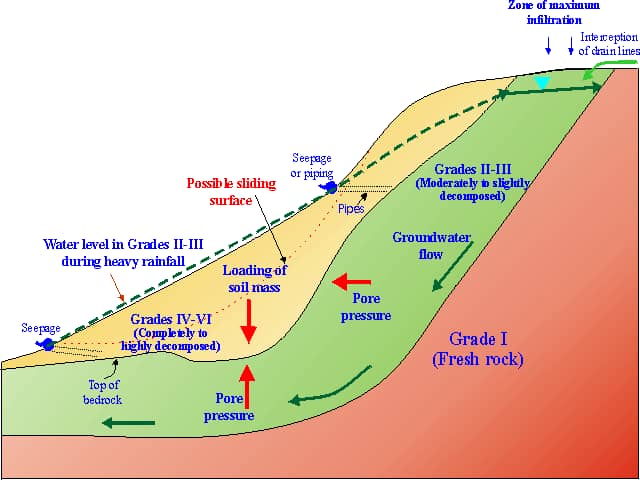 Zone of maximum
infiltration
Interception
of drain lines
Seepage
or piping
Grades II-III
(Moderately to slightly
decomposed)
Possible sliding
surface
Pipes
Groundwater
flow
Water level in Grades II-III
during heavy rainfall
Loading of
soil mass
Pore
pressure
Seepage
Grades IV-VI
(Completely to
highly decomposed)
Grade I
(Fresh rock)
Top of
bedrock
Pore
pressure